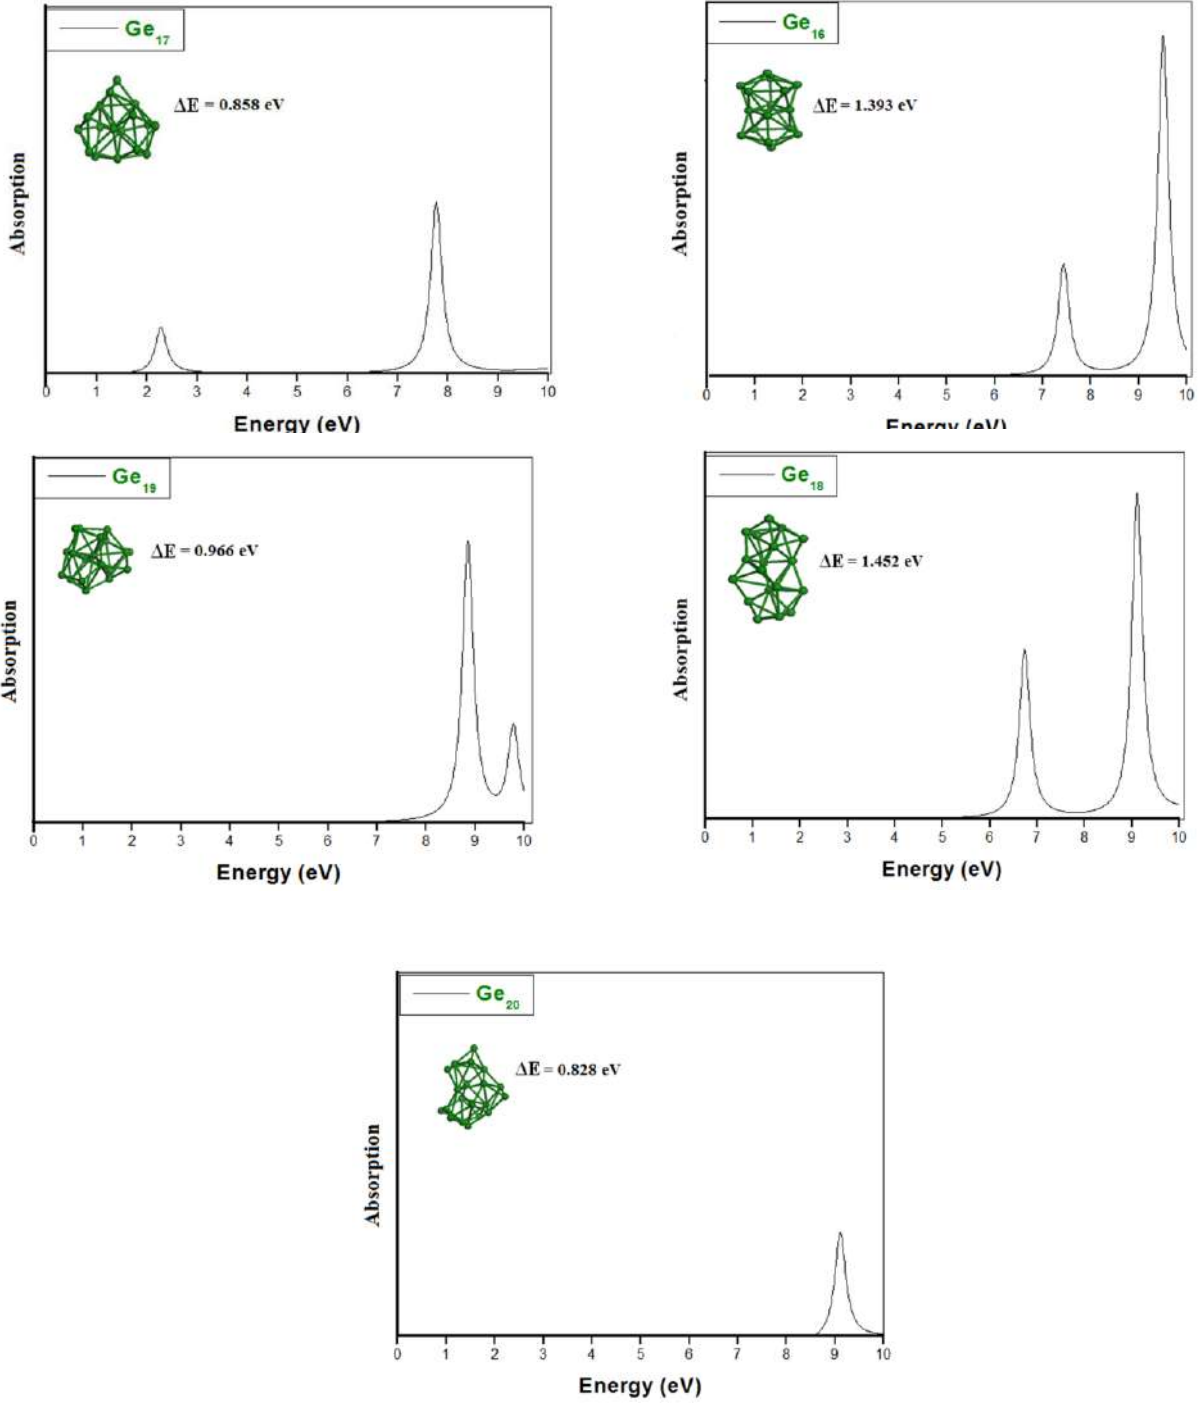 Ge17
ΔE = 0.858 eV
Absorption
0 1 2 3 4 5 6 7 8 9 10
Energy (eV)
Ge16
ΔE = 1.393 eV
Absorption
0 1 2 3 4 5 6 7 8 9 10
Energy (eV)
Ge19
ΔE = 0.966 eV
Absorption
0 1 2 3 4 5 6 7 8 9 10
Energy (eV)
Ge18
ΔE = 1.452 eV
Absorption
0 1 2 3 4 5 6 7 8 9 10
Energy (eV)
Ge20
ΔE = 0.828 eV
Absorption
0 1 2 3 4 5 6 7 8 9 10
Energy (eV)